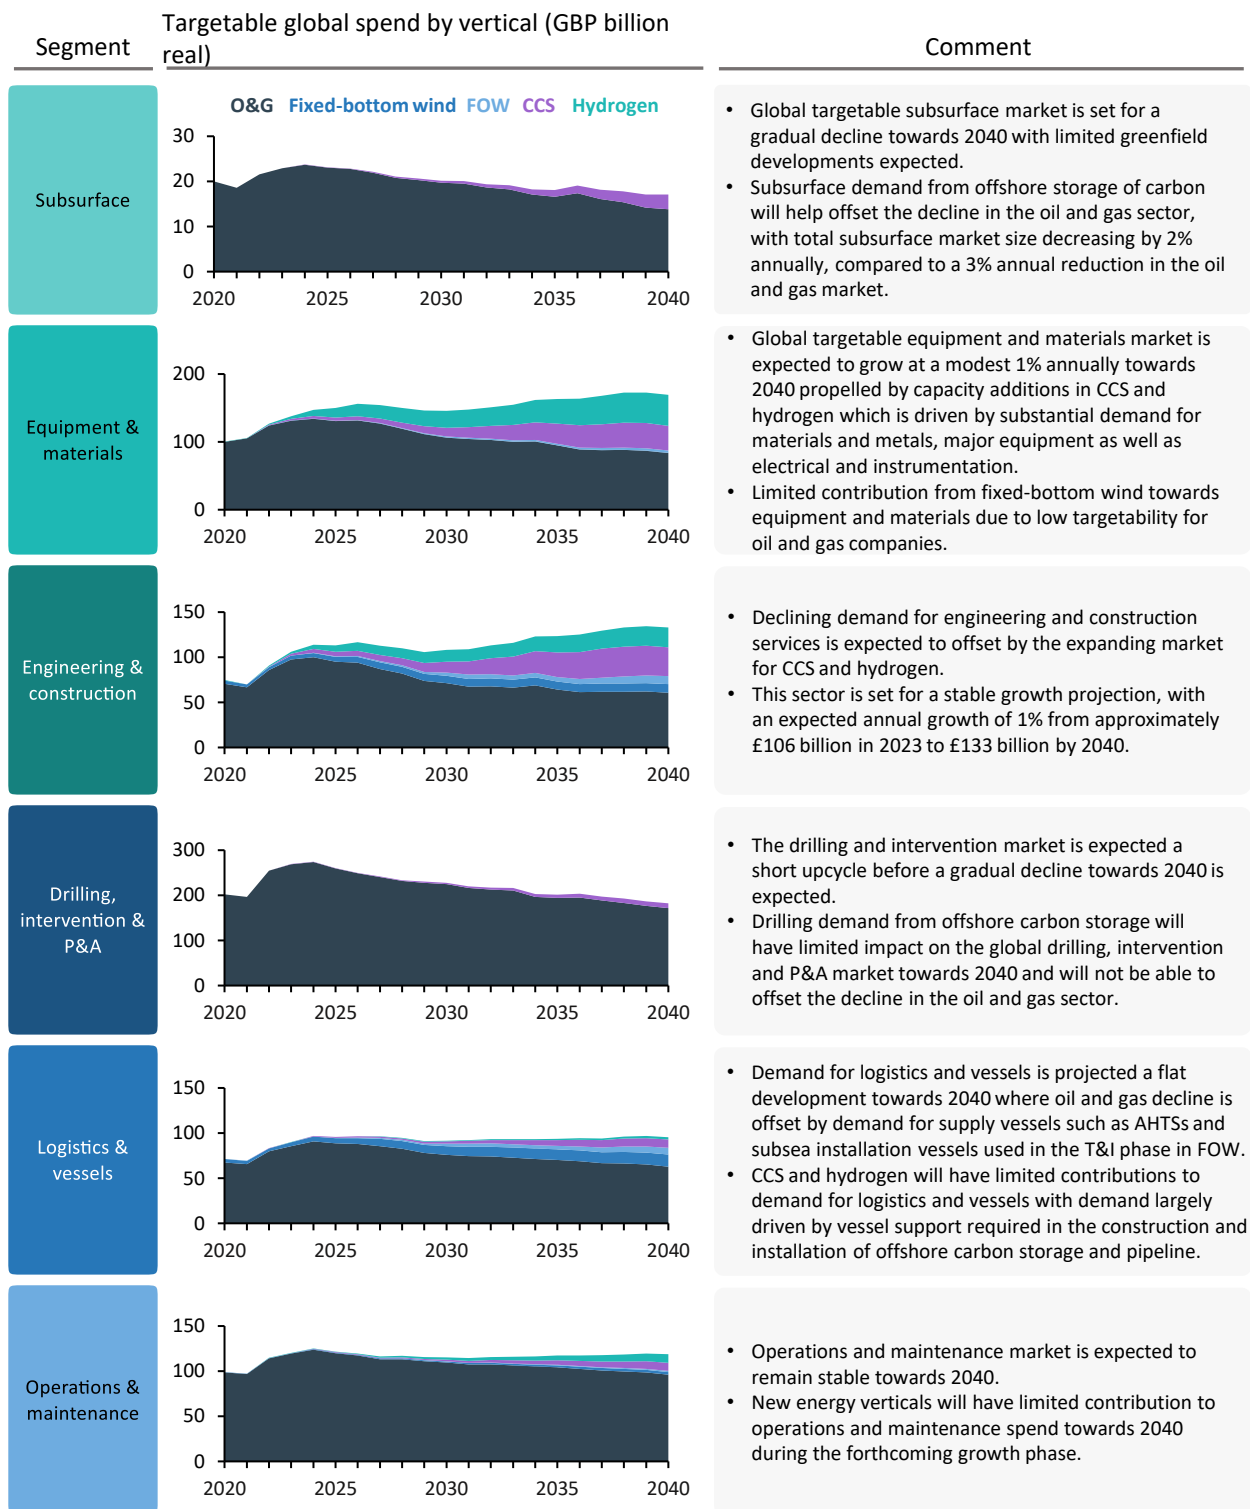 Segment
Targetable global spend by vertical (GBP billion
real)
Comment
Subsurface
O&G Fixed-bottom wind FOW CCS Hydrogen
30
20
10
0
2020 2025 2030 2035 2040
• Global targetable subsurface market is set for a
gradual decline towards 2040 with limited greenfield
developments expected.
• Subsurface demand from offshore storage of carbon
will help offset the decline in the oil and gas sector,
with total subsurface market size decreasing by 2%
annually, compared to a 3% annual reduction in the oil
and gas market.
Equipment &
materials
200
100
0
2020 2025 2030 2035 2040
• Global targetable equipment and materials market is
expected to grow at a modest 1% annually towards
2040 propelled by capacity additions in CCS and
hydrogen which is driven by substantial demand for
materials and metals, major equipment as well as
electrical and instrumentation.
• Limited contribution from fixed-bottom wind towards
equipment and materials due to low targetability for
oil and gas companies.
Engineering &
construction
150
100
50
0
2020 2025 2030 2035 2040
• Declining demand for engineering and construction
services is expected to offset by the expanding market
for CCS and hydrogen.
• This sector is set for a stable growth projection, with
an expected annual growth of 1% from approximately
£106 billion in 2023 to £133 billion by 2040.
Drilling,
intervention &
P&A
300
200
100
0
2020 2025 2030 2035 2040
• The drilling and intervention market is expected a
short upcycle before a gradual decline towards 2040 is
expected.
• Drilling demand from offshore carbon storage will
have limited impact on the global drilling, intervention
and P&A market towards 2040 and will not be able to
offset the decline in the oil and gas sector.
Logistics &
vessels
150
100
50
0
2020 2025 2030 2035 2040
• Demand for logistics and vessels is projected a flat
development towards 2040 where oil and gas decline is
offset by demand for supply vessels such as AHTSs and
subsea installation vessels used in the T&I phase in FOW.
• CCS and hydrogen will have limited contributions to
demand for logistics and vessels with demand largely
driven by vessel support required in the construction and
installation of offshore carbon storage and pipeline.
Operations &
maintenance
150
100
50
0
2020 2025 2030 2035 2040
• Operations and maintenance market is expected to
remain stable towards 2040.
• New energy verticals will have limited contribution to
operations and maintenance spend towards 2040
during the forthcoming growth phase.